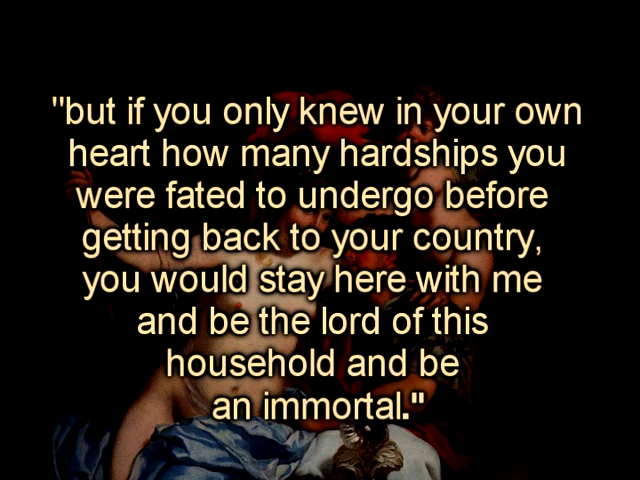 "but if you only knew in your own
heart how many hardships you
were fated to undergo before
getting back to your country,
you would stay here with me
and be the lord of this
household and be
an immortal."